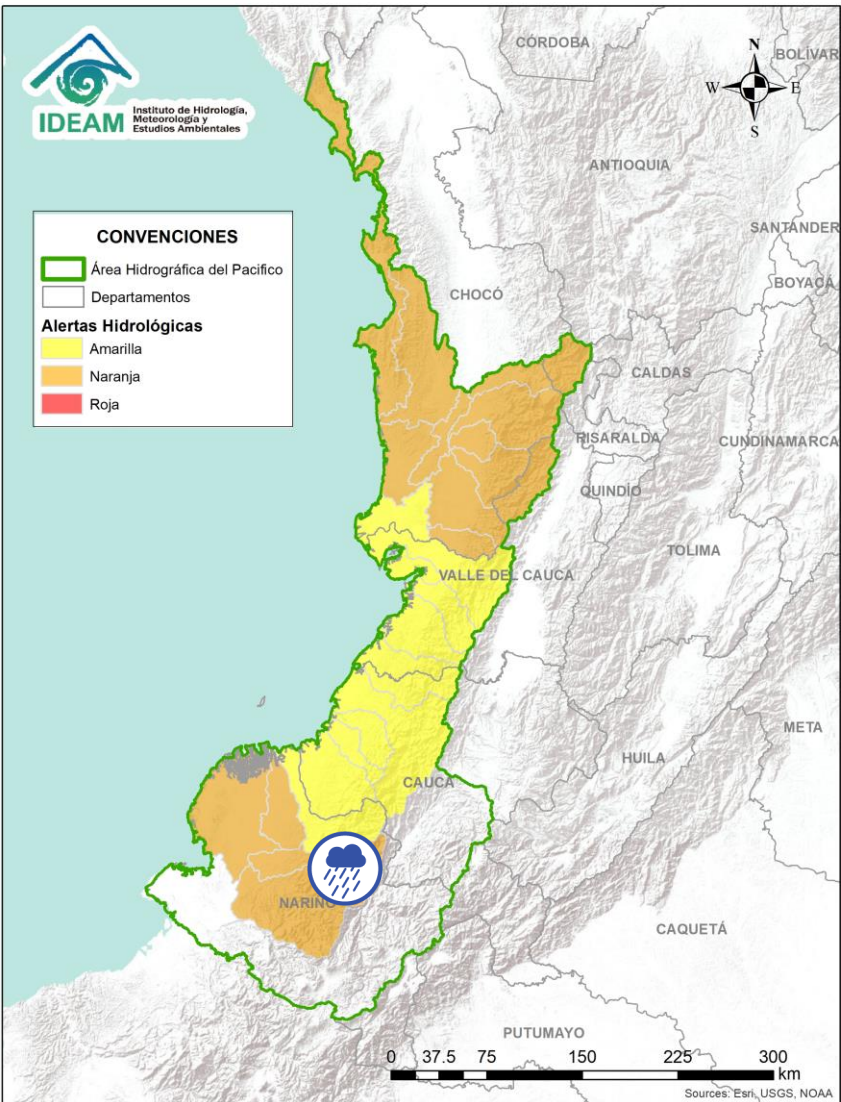 IDEAM
Instituto de Hidrología,
Meteorología y
Estudios Ambientales
CÓRDOBA
BOLÍVAR
N
W
E
S
ANTIOQUIA
SANTANDER
BOYACÁ
CONVENCIONES
Área Hidrográfica del Pacifico
Departamentos
Alertas Hidrológicas
Amarilla
Naranja
Roja
CHOCÓ
CALDAS
RISARALDA
CUNDINAMARCA
QUINDÍO
TOLIMA
VALLE DEL CAUCA
META
HUILA
CAUCA
NARIÑO
CAQUETÁ
PUTUMAYO
0 37.5 75 150 225 300
km
Sources: Esri, USGS, NOAA